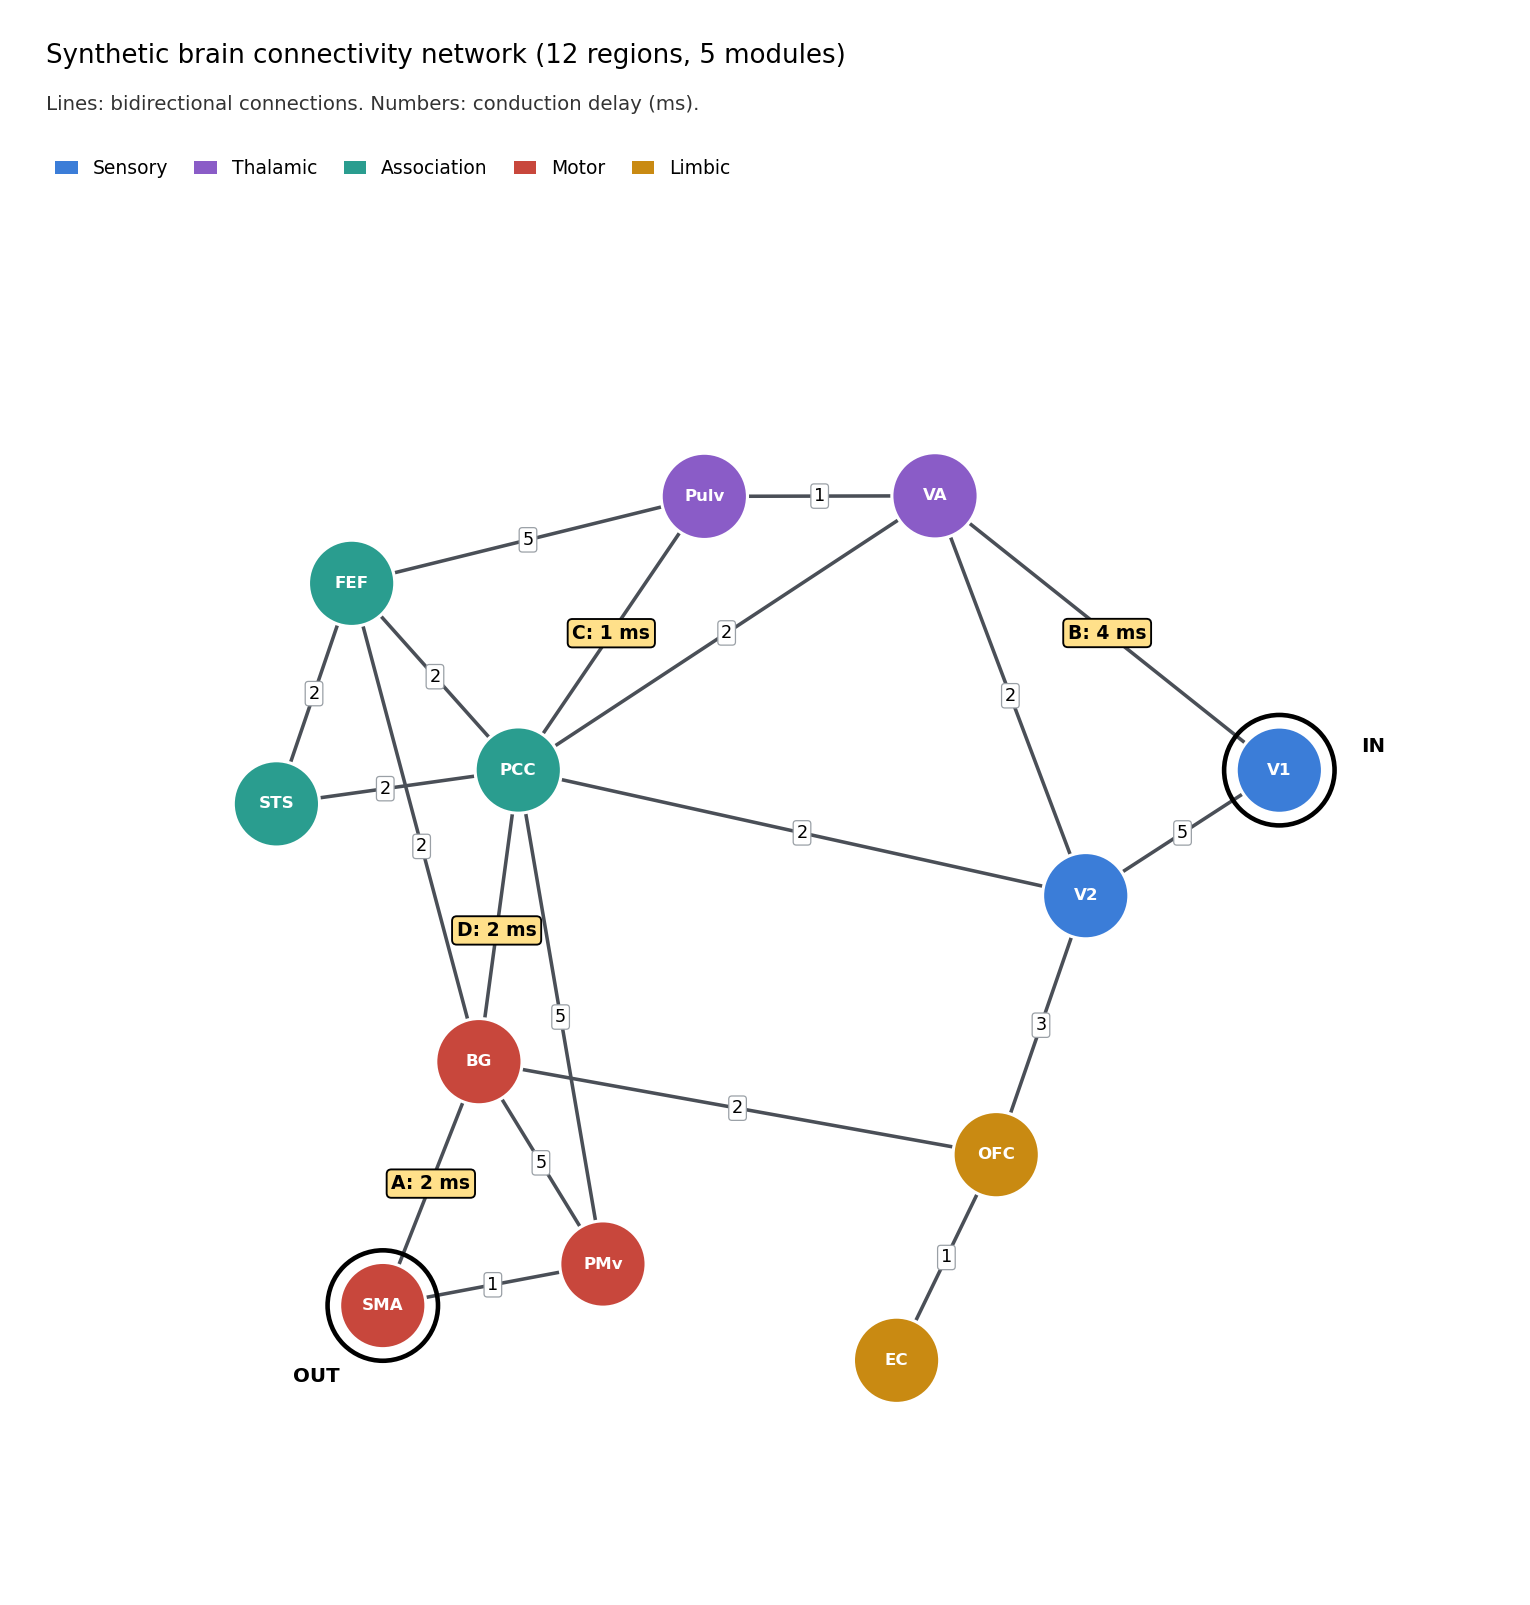 Synthetic brain connectivity network (12 regions, 5 modules)
Lines: bidirectional connections. Numbers: conduction delay (ms).
Sensory Thalamic Association Motor Limbic
Pulv 1 VA
5
FEF
C: 1 ms 2 B: 4 ms
2
2 2
IN
PCC V1
2 STS
2 5
2
V2
D: 2 ms
5 3
BG
2
OFC
5
A: 2 ms
1
PMv
1
SMA
EC
OUT